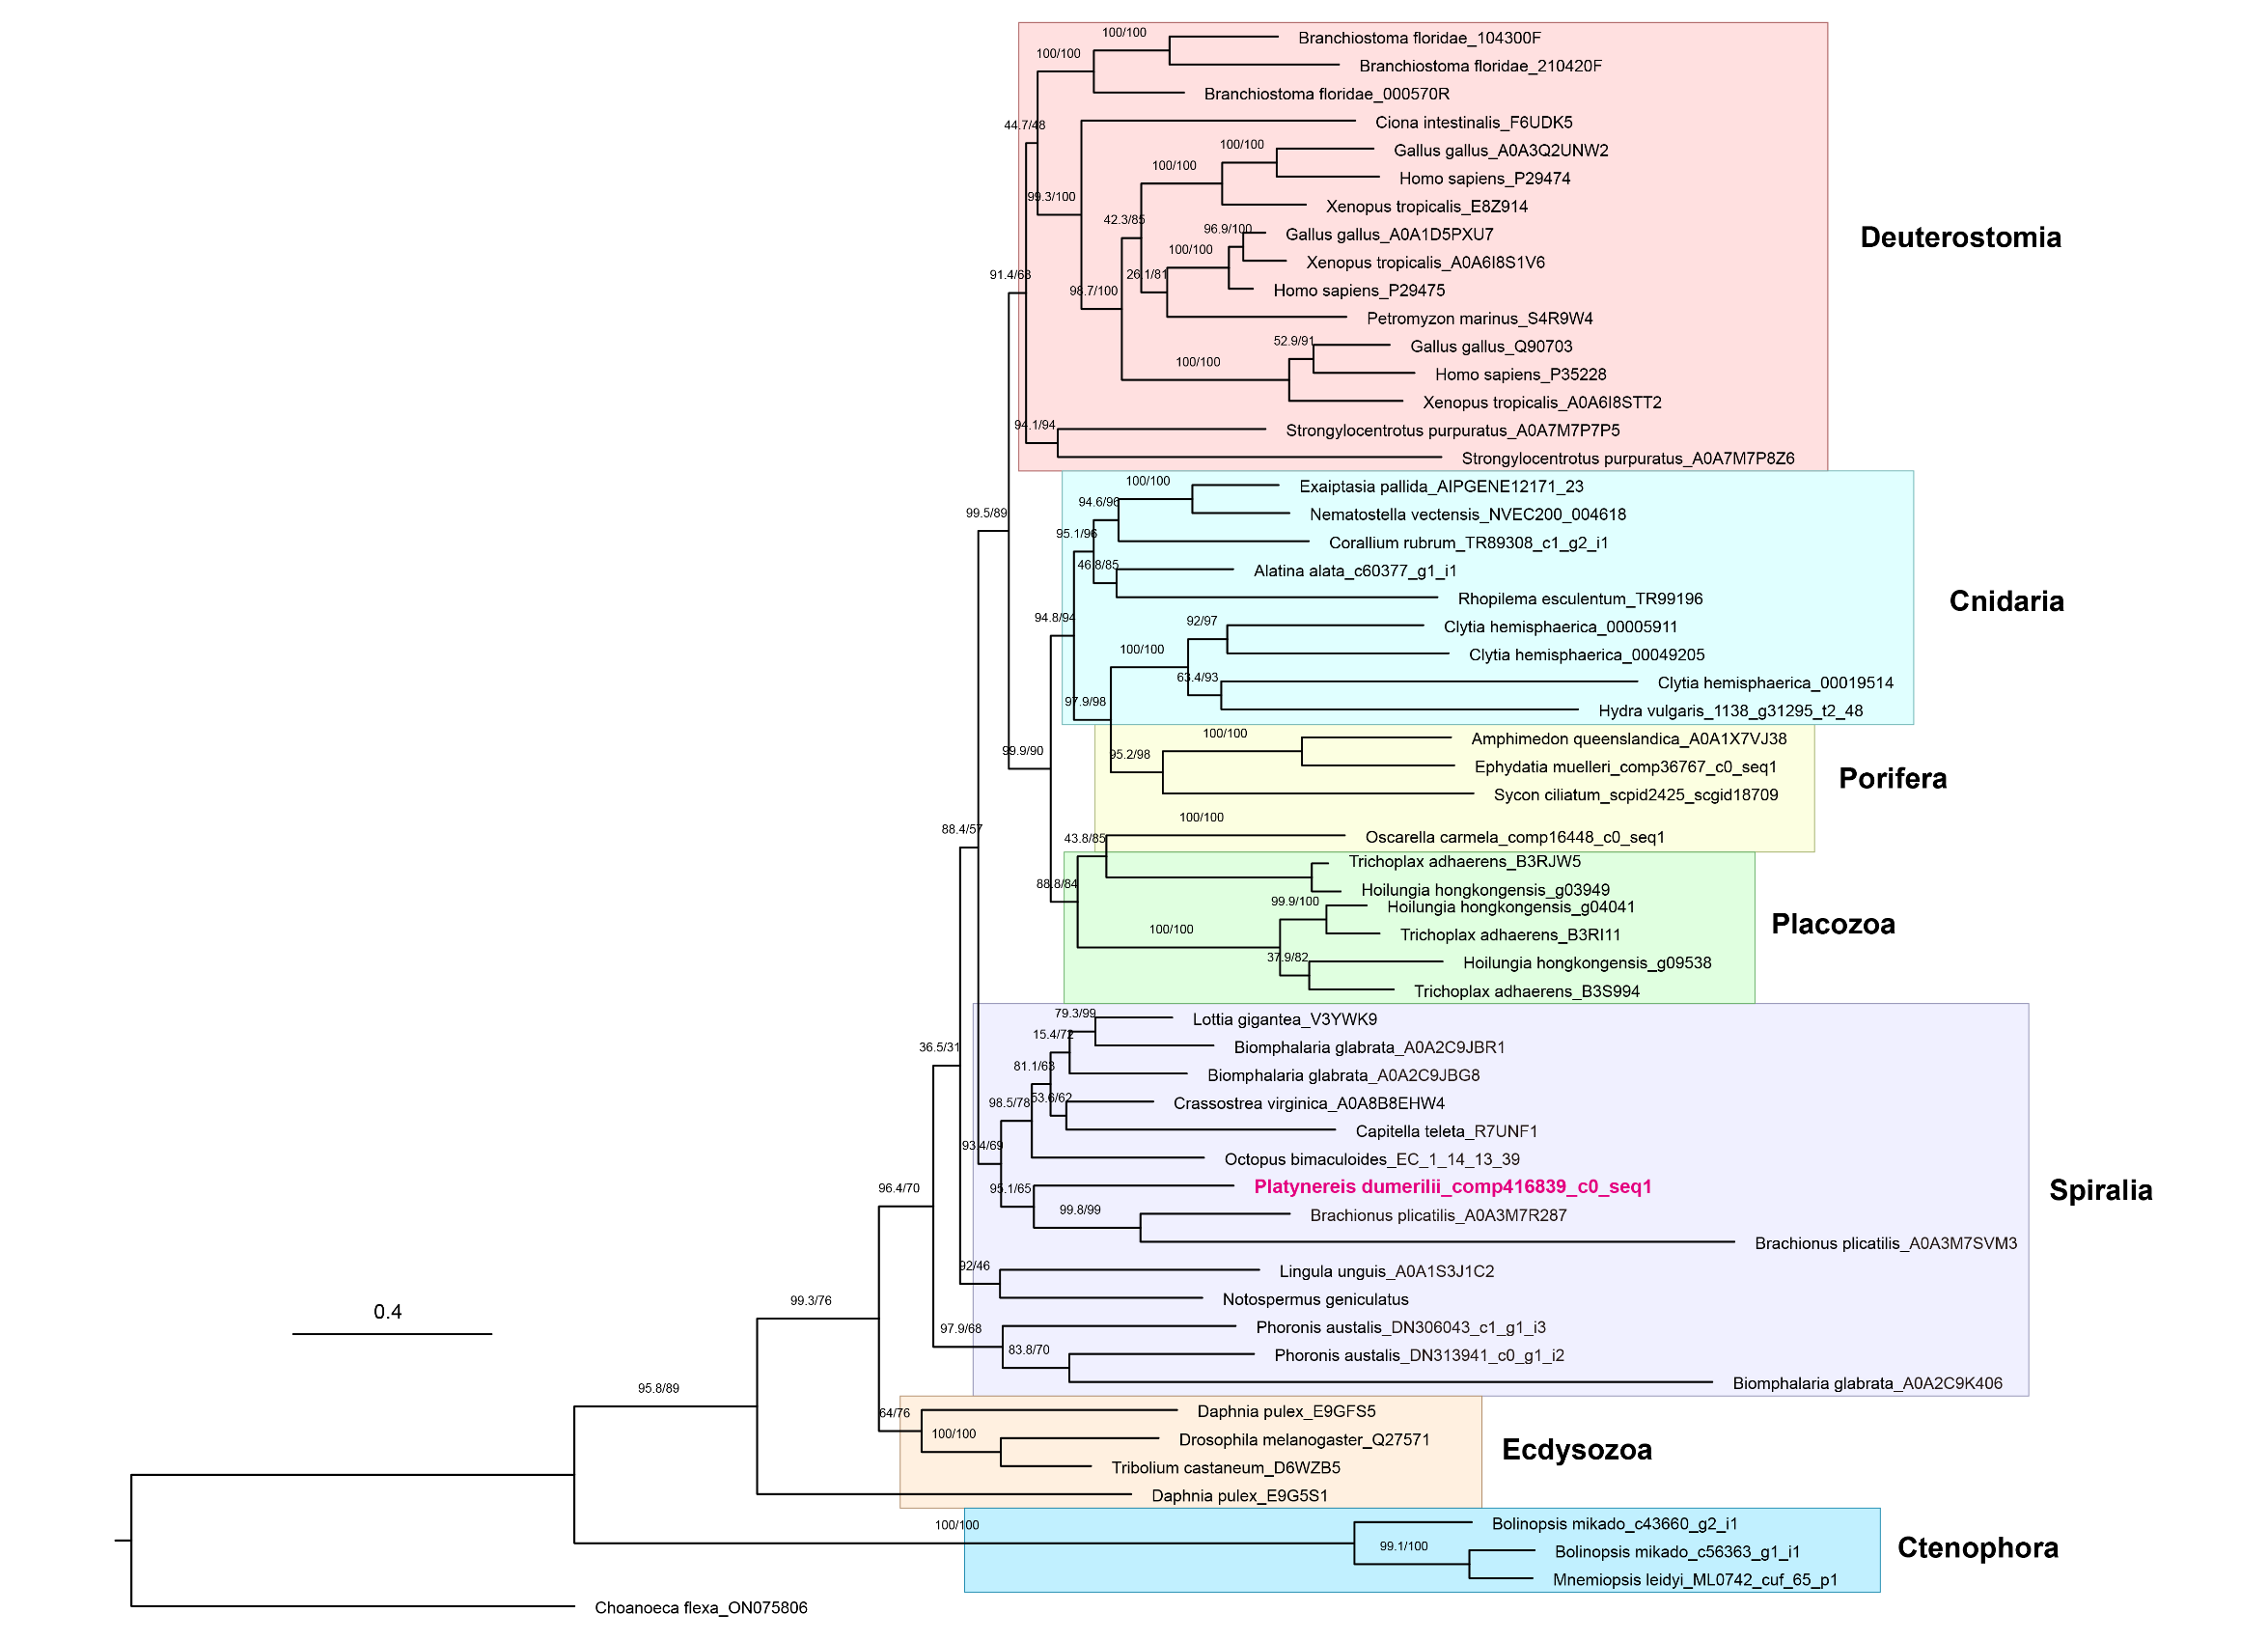 100/100
Branchiostoma floridae_104300F
100/100
Branchiostoma floridae_210420F
Branchiostoma floridae_000570R
44.7/48
Ciona intestinalis_F6UDK5
100/100
Gallus gallus_A0A3Q2UNW2
100/100
Homo sapiens_P29474
99.3/100
Xenopus tropicalis_E8Z914
42.3/85
96.9/100
Gallus gallus_A0A1D5PXU7
Deuterostomia
100/100
Xenopus tropicalis_A0A6I8S1V6
91.4/63
26.1/81
98.7/100
Homo sapiens_P29475
Petromyzon marinus_S4R9W4
52.9/91
Gallus gallus_Q90703
100/100
Homo sapiens_P35228
Xenopus tropicalis_A0A6I8STT2
94.1/94
Strongylocentrotus purpuratus_A0A7M7P7P5
Strongylocentrotus purpuratus_A0A7M7P8Z6
100/100
Exaiptasia pallida_AIPGENE12171_23
94.6/96
99.5/89
Nematostella vectensis_NVEC200_004618
95.1/96
Corallium rubrum_TR89308_c1_g2_i1
46.8/85
Alatina alata_c60377_g1_i1
Rhopilema esculentum_TR99196
Cnidaria
94.8/94
92/97
Clytia hemisphaerica_00005911
100/100
Clytia hemisphaerica_00049205
63.4/93
Clytia hemisphaerica_00019514
97.9/98
Hydra vulgaris_1138_g31295_t2_48
100/100
Amphimedon queenslandica_A0A1X7VJ38
99.9/90
95.2/98
Ephydatia muelleri_comp36767_c0_seq1
Porifera
Sycon ciliatum_scpid2425_scgid18709
100/100
88.4/57
43.8/85
Oscarella carmela_comp16448_c0_seq1
Trichoplax adhaerens_B3RJW5
88.8/84
Hoilungia hongkongensis_g03949
99.9/100
Hoilungia hongkongensis_g04041
100/100
Trichoplax adhaerens_B3RI11
Placozoa
37.9/82
Hoilungia hongkongensis_g09538
Trichoplax adhaerens_B3S994
79.3/99
Lottia gigantea_V3YWK9
15.4/72
36.5/31
Biomphalaria glabrata_A0A2C9JBR1
81.1/63
Biomphalaria glabrata_A0A2C9JBG8
53.6/62
98.5/78
Crassostrea virginica_A0A8B8EHW4
Capitella teleta_R7UNF1
93.4/69
Octopus bimaculoides_EC_1_14_13_39
96.4/70
95.1/65
Platynereis dumerilii_comp416839_c0_seq1
Spiralia
99.8/99
Brachionus plicatilis_A0A3M7R287
Brachionus plicatilis_A0A3M7SVM3
92/46
Lingula unguis_A0A1S3J1C2
99.3/76
Notospermus geniculatus
0.4
97.9/68
Phoronis austalis_DN306043_c1_g1_i3
83.8/70
Phoronis austalis_DN313941_c0_g1_i2
95.8/89
Biomphalaria glabrata_A0A2C9K406
64/76
Daphnia pulex_E9GFS5
100/100
Drosophila melanogaster_Q27571
Ecdysozoa
Tribolium castaneum_D6WZB5
Daphnia pulex_E9G5S1
100/100
Bolinopsis mikado_c43660_g2_i1
99.1/100
Bolinopsis mikado_c56363_g1_i1
Ctenophora
Mnemiopsis leidyi_ML0742_cuf_65_p1
Choanoeca flexa_ON075806